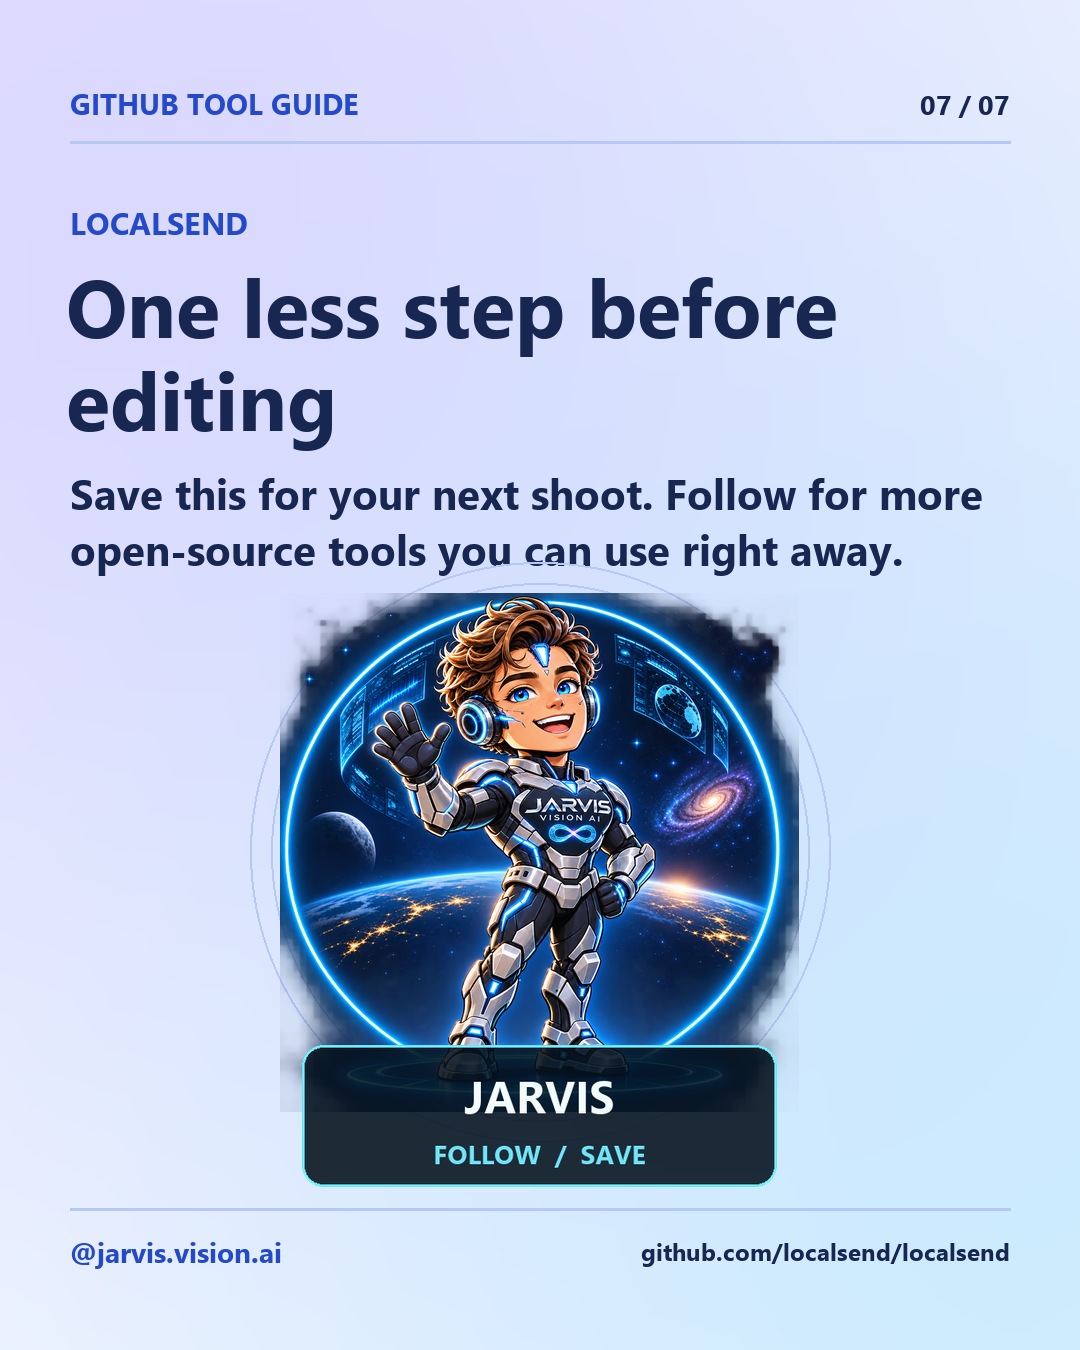 GITHUB TOOL GUIDE
07 / 07
LOCALSEND
One less step before
editing
Save this for your next shoot. Follow for more
open-source tools you can use right away.
JARVIS
VISION AI
JARVIS
FOLLOW / SAVE
@jarvis.vision.ai
github.com/localsend/localsend